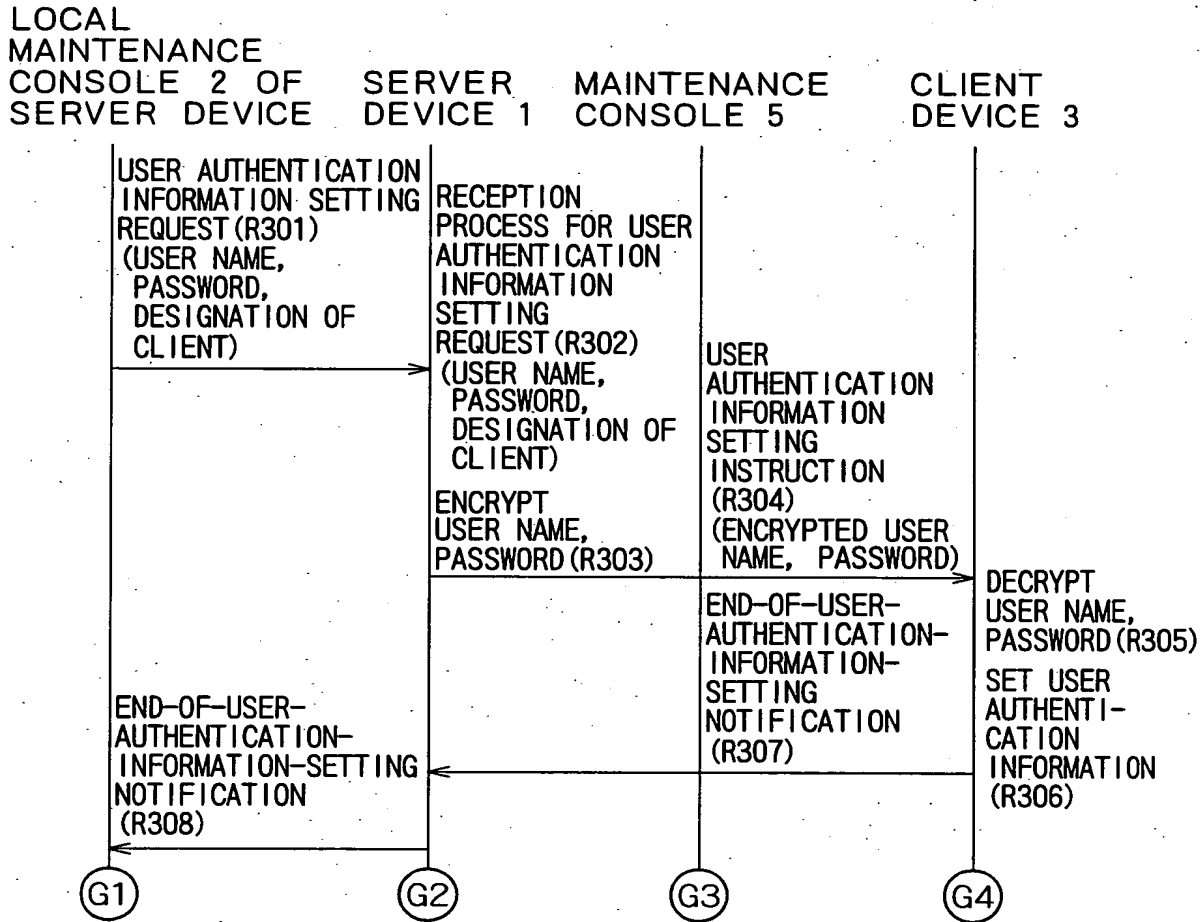 LOCAL
MAINTENANCE
CONSOLE 2 OF
SERVER DEVICE
SERVER
DEVICE 1
MAINTENANCE
CONSOLE 5
CLIENT
DEVICE 3
USER AUTHENTICATION
INFORMATION SETTING
REQUEST(R301)
(USER NAME,
PASSWORD,
DESIGNATION OF
CLIENT)
RECEPTION
PROCESS FOR USER
AUTHENTICATION
INFORMATION
SETTING
REQUEST(R302)
(USER NAME,
PASSWORD,
DESIGNATION OF
CLIENT)
ENCRYPT
USER NAME,
PASSWORD(R303)
USER
AUTHENTICATION
INFORMATION
SETTING
INSTRUCTION
(R304)
(ENCRYPTED USER
NAME, PASSWORD)
DECRYPT
USER NAME,
PASSWORD(R305)
SET USER
AUTHENTI-
CATION
INFORMATION
(R306)
END-OF-USER-
AUTHENTICATION-
INFORMATION-
SETTING
NOTIFICATION
(R307)
END-OF-USER-
AUTHENTICATION-
INFORMATION-SETTING
NOTIFICATION
(R308)
G1
G2
G3
G4